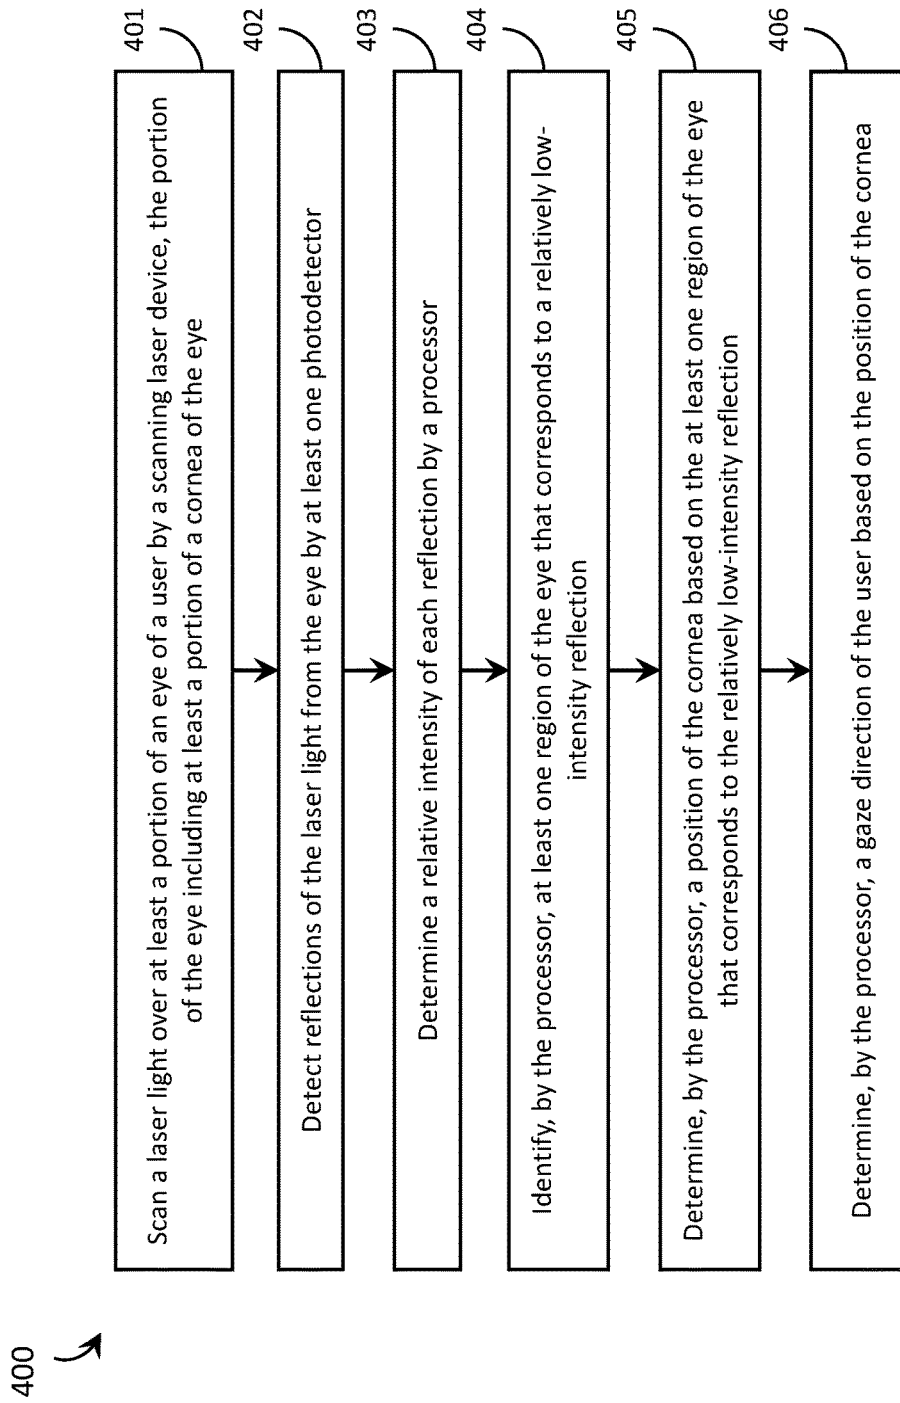 400
401
Scan a laser light over at least a portion of an eye of a user by a scanning laser device, the portion
of the eye including at least a portion of a cornea of the eye
402
Detect reflections of the laser light from the eye by at least one photodetector
403
Determine a relative intensity of each reflection by a processor
404
Identify, by the processor, at least one region of the eye that corresponds to a relatively low-
intensity reflection
405
Determine, by the processor, a position of the cornea based on the at least one region of the eye
that corresponds to the relatively low-intensity reflection
406
Determine, by the processor, a gaze direction of the user based on the position of the cornea